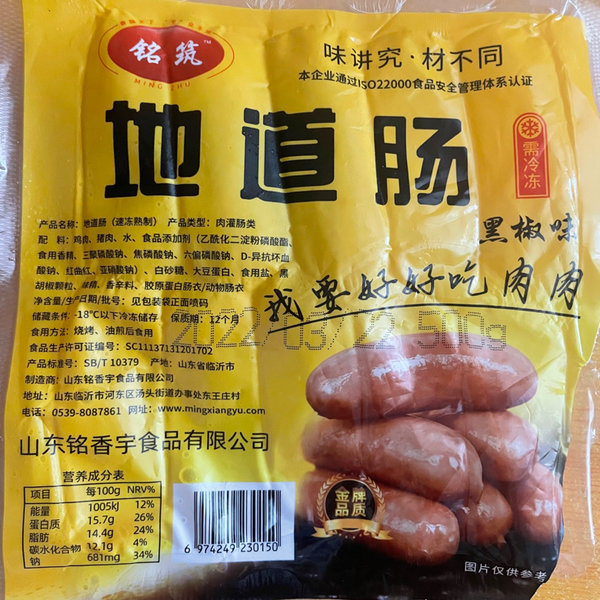 铭筑™
MING ZHU
味讲究·材不同
本企业通过ISO22000食品安全管理体系认证
地道肠
需冷冻
黑椒味
我要好好吃肉肉
产品名称：地道肠（速冻熟制） 产品类型：肉灌肠类
配 料：鸡肉、猪肉、水、食品添加剂（乙酰化二淀粉磷酸酯、
食用香精、三聚磷酸钠、焦磷酸钠、六偏磷酸钠、D-异抗坏血
酸钠、红曲红、亚硝酸钠）、白砂糖、大豆蛋白、食用盐、黑
胡椒颗粒、味精、香辛料、胶原蛋白肠衣/动物肠衣
净含量/生产日期/批号：见包装袋正面喷码
储藏条件：-18℃以下冷冻储存 保质期：12个月
2022/03/22 500g
食用方法：烧烤、油煎后食用
食品生产许可证编号：SC11137131201702
产品标准号：SB/T 10379 产地：山东省临沂市
制造商：山东铭香宇食品有限公司
地址：山东临沂市河东区汤头街道办事处东王庄村
电话：0539-8087861 网址：www.mingxiangyu.com
山东铭香宇食品有限公司
营养成分表
项目 每100g NRV%
能量 1005kJ 12%
蛋白质 15.7g 26%
脂肪 14.4g 24%
碳水化合物 12.1g 4%
钠 681mg 34%
6 974249 230150
金牌
品质
图片仅供参考